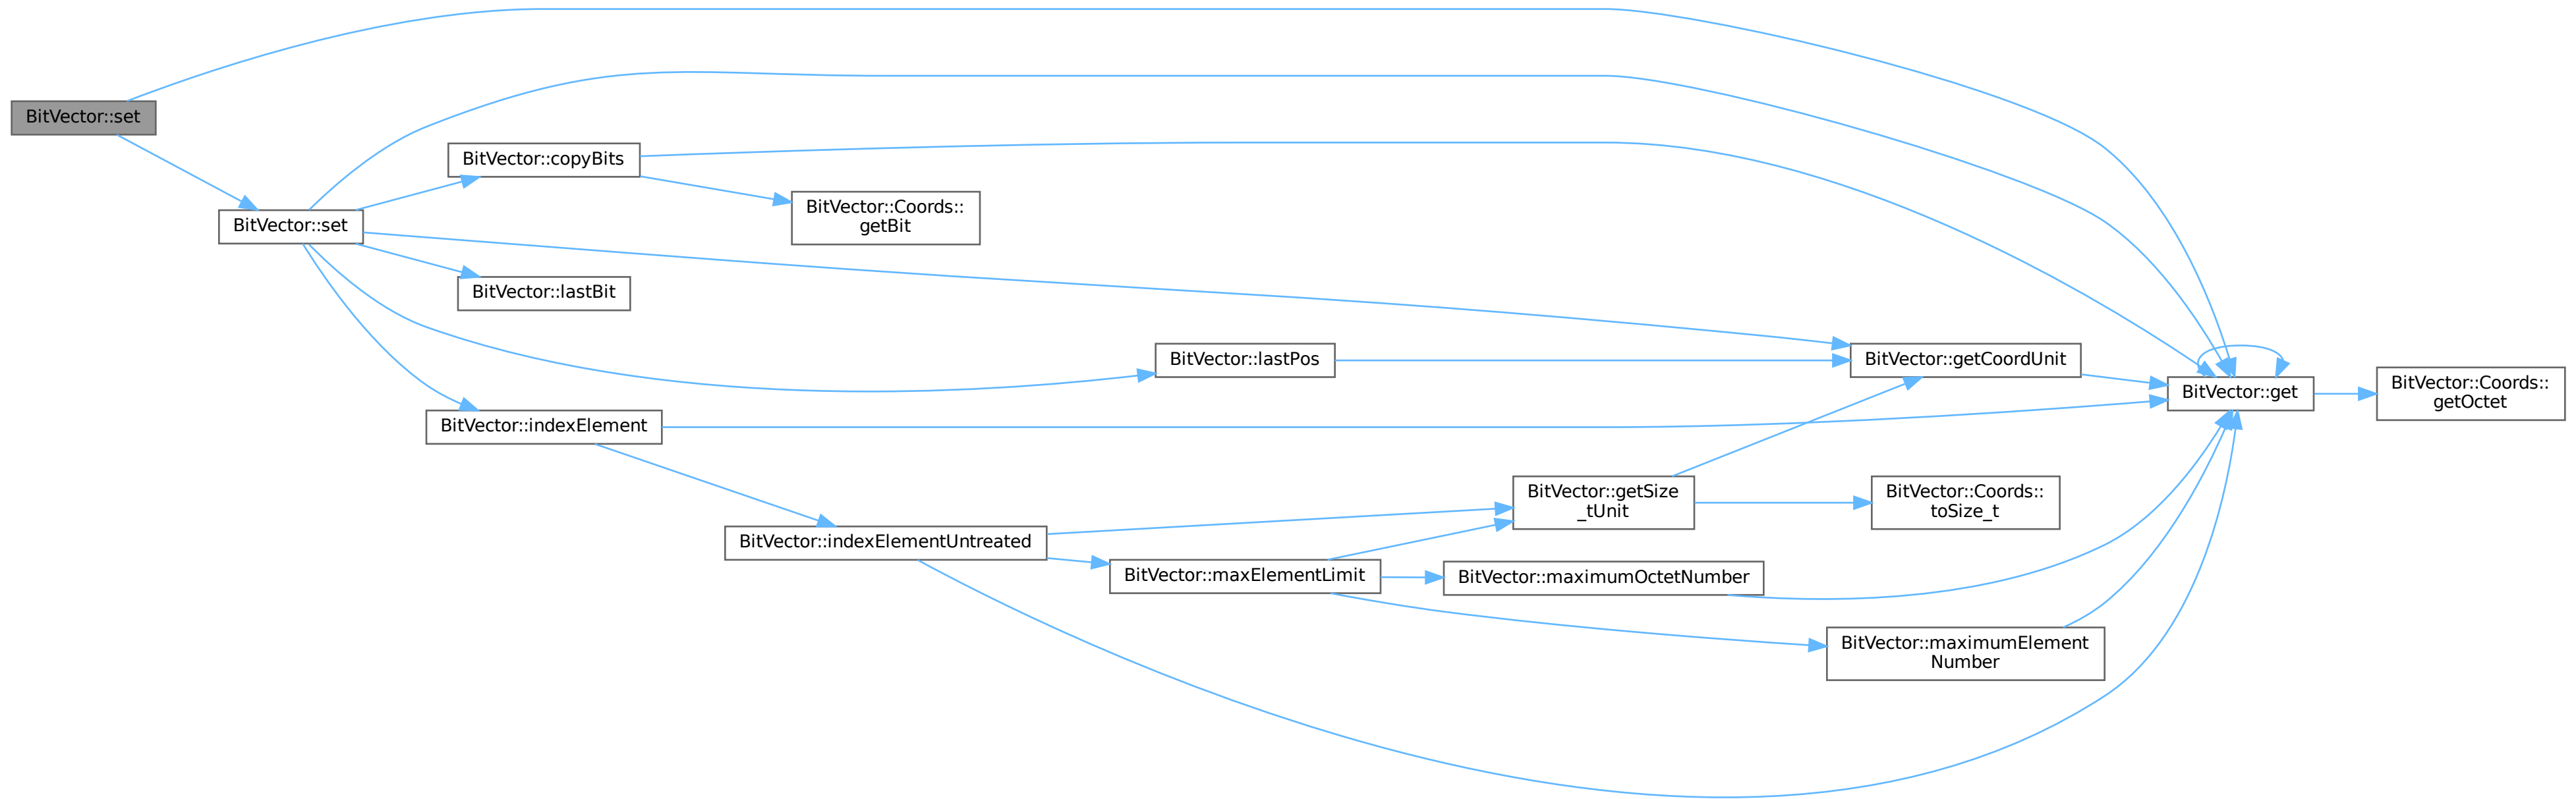 BitVector::set
BitVector::set
BitVector::copyBits
BitVector::Coords::
getBit
BitVector::lastBit
BitVector::lastPos
BitVector::getCoordUnit
BitVector::get
BitVector::Coords::
getOctet
BitVector::indexElement
BitVector::indexElementUntreated
BitVector::getSize
_tUnit
BitVector::Coords::
toSize_t
BitVector::maxElementLimit
BitVector::maximumOctetNumber
BitVector::maximumElement
Number